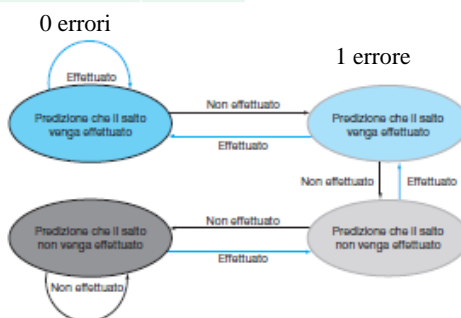 0 errori
1 errore
Effettuato
Non effettuato
Predizione che il salto
venga effettuato
Predizione che il salto
venga effettuato
Effettuato
Non effettuato
Effettuato
Non effettuato
Predizione che il salto
non venga effettuato
Predizione che il salto
non venga effettuato
Effettuato
Non effettuato